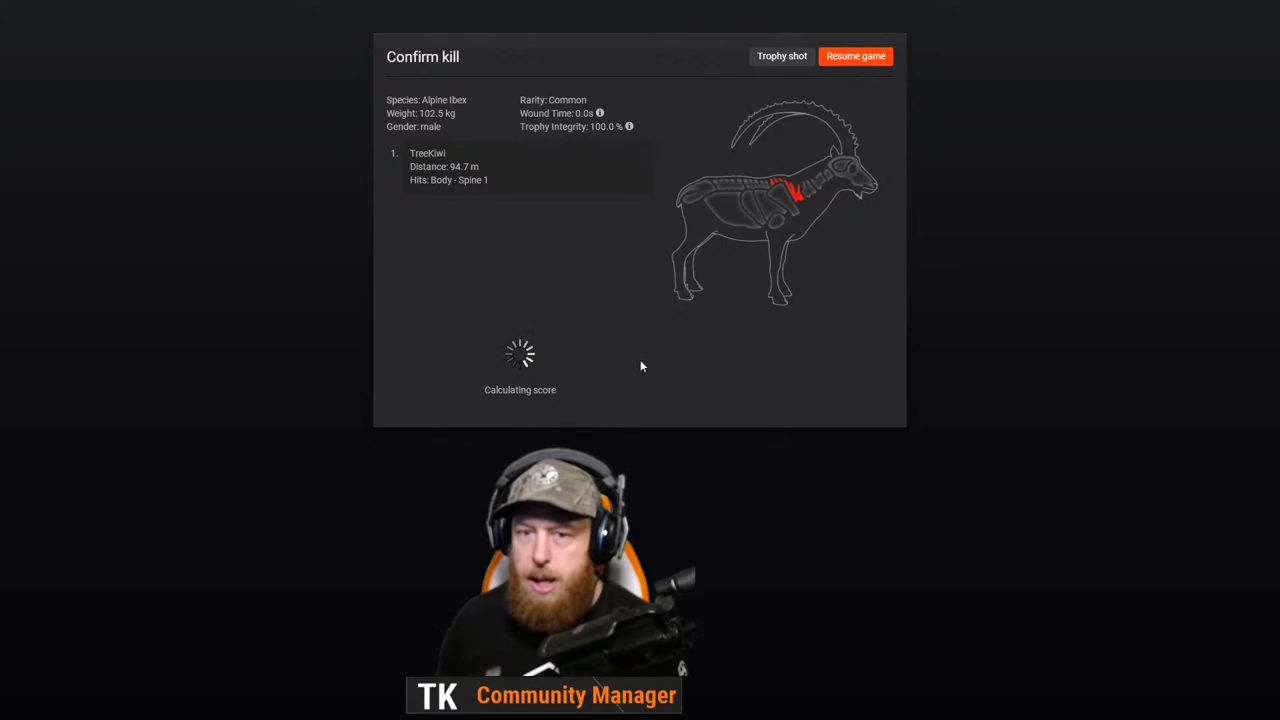 Confirm kill
Trophy shot
Resume game
Species: Alpine Ibex
Weight: 102.5 kg
Gender: male
Rarity: Common
Wound Time: 0.0s
Trophy Integrity: 100.0 %
1. TreeKiwi
Distance: 94.7 m
Hits: Body - Spine 1
Calculating score
TK Community Manager